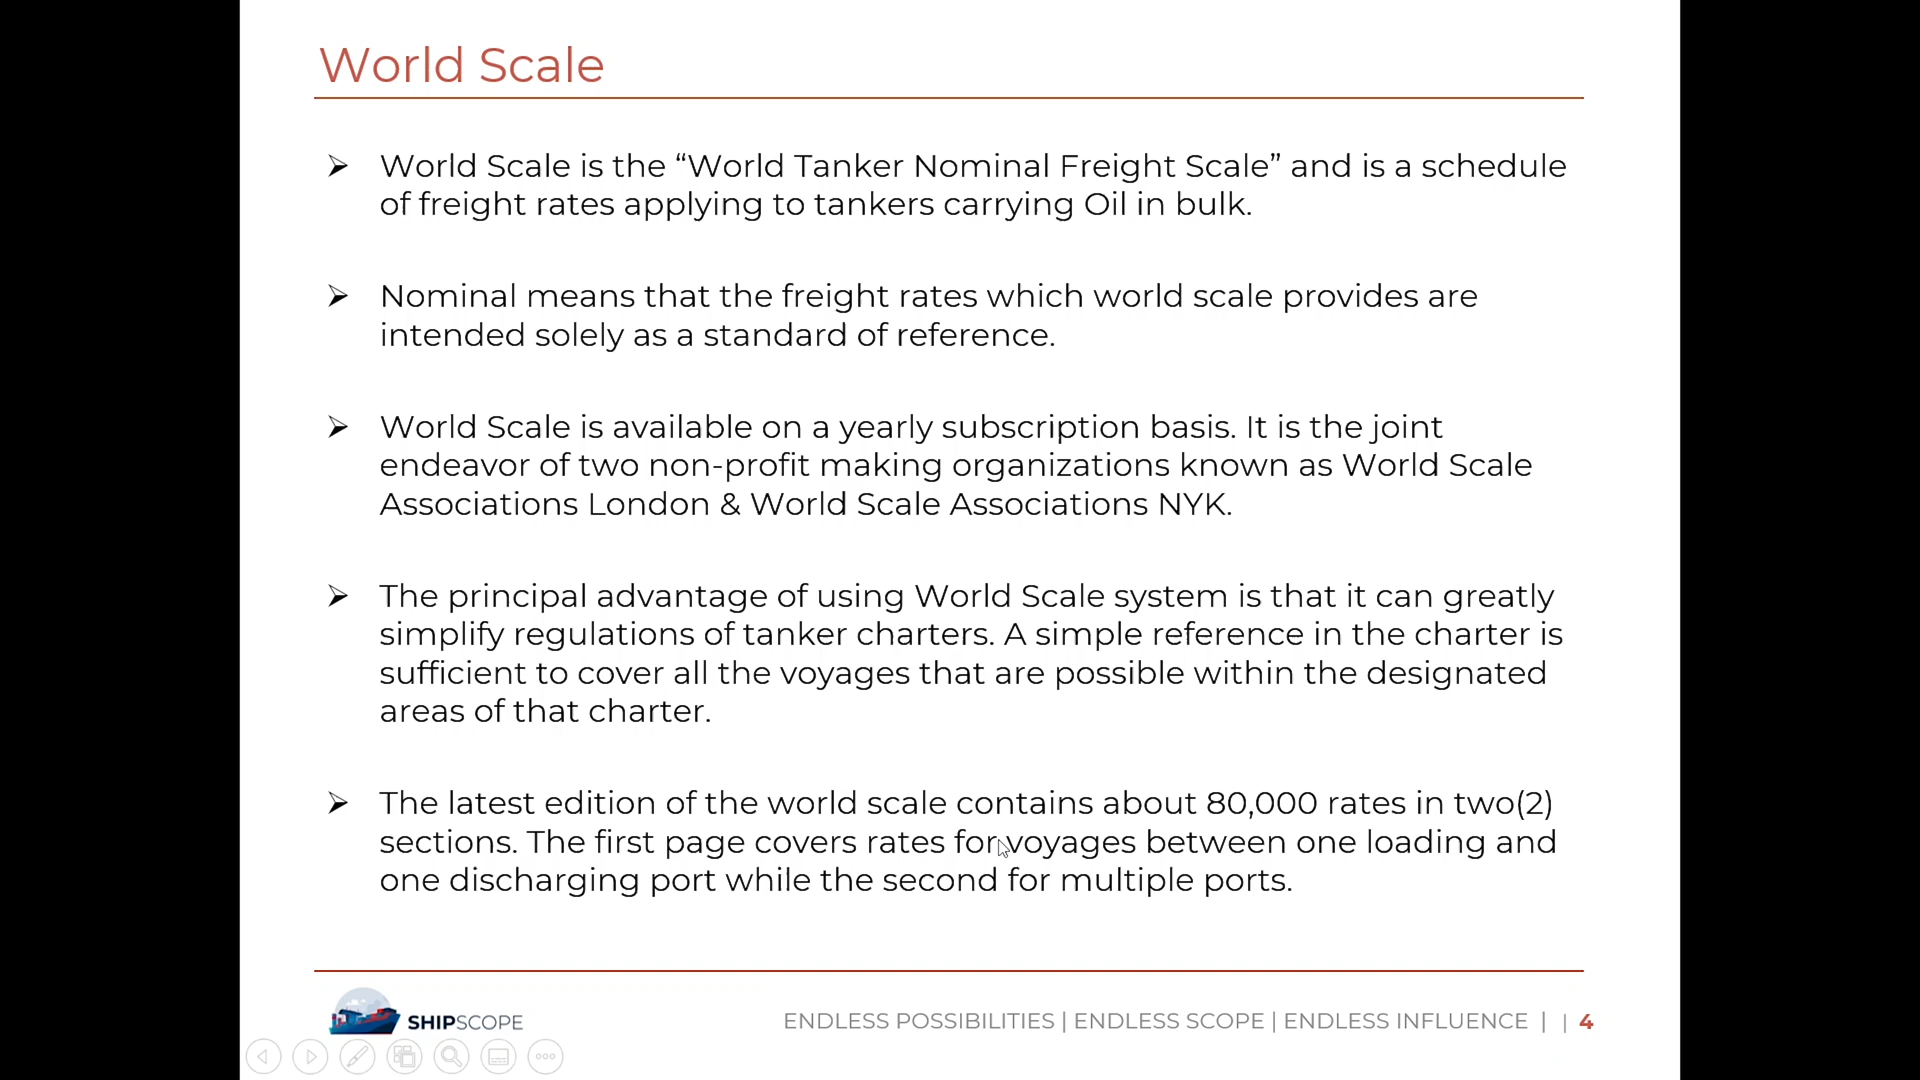 World Scale
➢ World Scale is the “World Tanker Nominal Freight Scale” and is a schedule
of freight rates applying to tankers carrying Oil in bulk.
➢ Nominal means that the freight rates which world scale provides are
intended solely as a standard of reference.
➢ World Scale is available on a yearly subscription basis. It is the joint
endeavor of two non-profit making organizations known as World Scale
Associations London & World Scale Associations NYK.
➢ The principal advantage of using World Scale system is that it can greatly
simplify regulations of tanker charters. A simple reference in the charter is
sufficient to cover all the voyages that are possible within the designated
areas of that charter.
➢ The latest edition of the world scale contains about 80,000 rates in two(2)
sections. The first page covers rates for voyages between one loading and
one discharging port while the second for multiple ports.
SHIPSCOPE
ENDLESS POSSIBILITIES | ENDLESS SCOPE | ENDLESS INFLUENCE | | 4